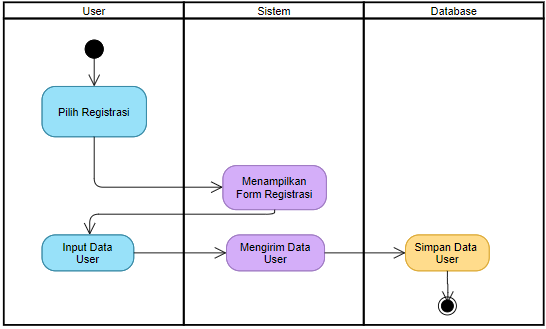 User
Sistem
Database
Pilih Registrasi
Menampilkan
Form Registrasi
Input Data
User
Mengirim Data
User
Simpan Data
User